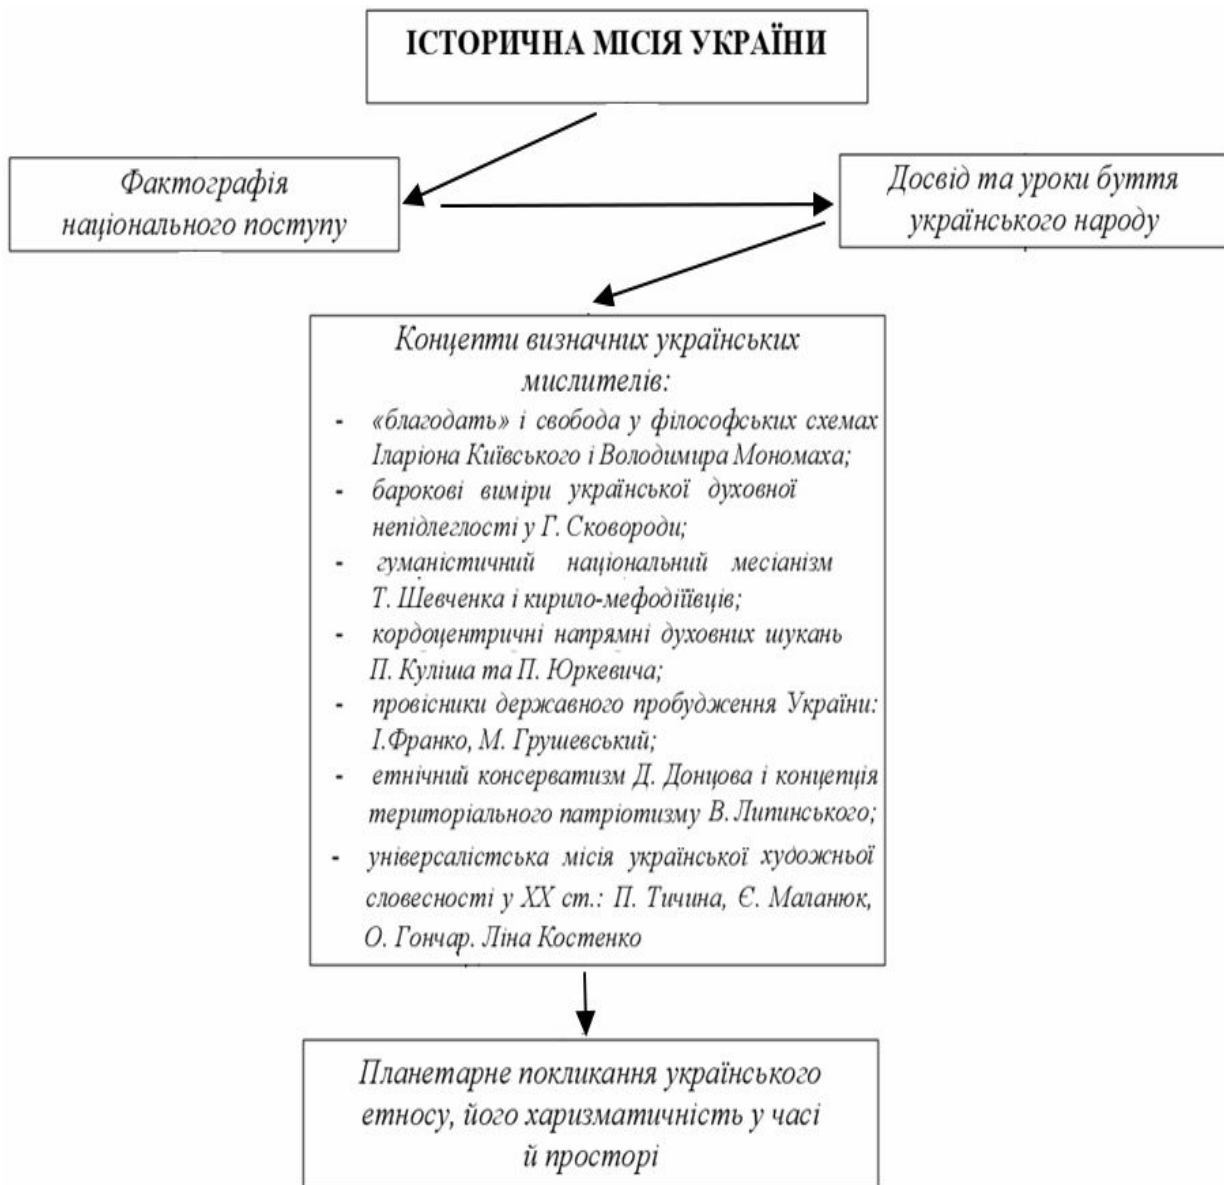 ІСТОРИЧНА МІСІЯ УКРАЇНИ
Фактографія
національного поступу
Досвід та уроки буття
українського народу
Концепти визначних українських
мислителів:
- «благодать» і свобода у філософських схемах
Іларіона Київського і Володимира Мономаха;
- барокові виміри української духовної
непідлеглості у Г. Сковороди;
- гуманістичний національний месіанізм
Т. Шевченка і кирило-мефодіїївців;
- кордоцентричні напрямні духовних шукань
П. Куліша та П. Юркевича;
- провісники державного пробудження України:
І.Франко, М. Грушевський;
- етнічний консерватизм Д. Донцова і концепція
територіального патріотизму В. Липинського;
- універсалістська місія української художньої
словесності у ХХ ст.: П. Тичина, Є. Маланюк,
О. Гончар. Ліна Костенко
Планетарне покликання українського
етносу, його харизматичність у часі
й просторі